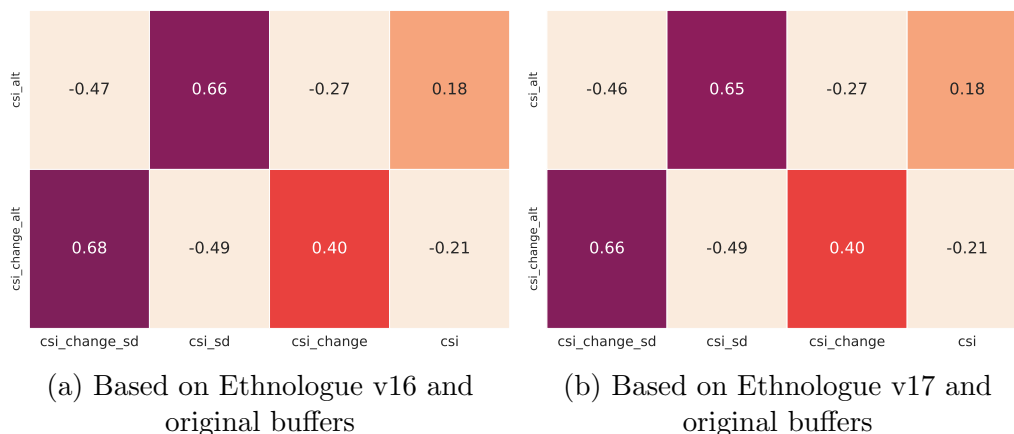 csi_alt
-0.47 0.66 -0.27 0.18
csi_change_alt
0.68 -0.49 0.40 -0.21
csi_change_sd csi_sd csi_change csi
(a) Based on Ethnologue v16 and
original buffers
csi_alt
-0.46 0.65 -0.27 0.18
csi_change_alt
0.66 -0.49 0.40 -0.21
csi_change_sd csi_sd csi_change csi
(b) Based on Ethnologue v17 and
original buffers